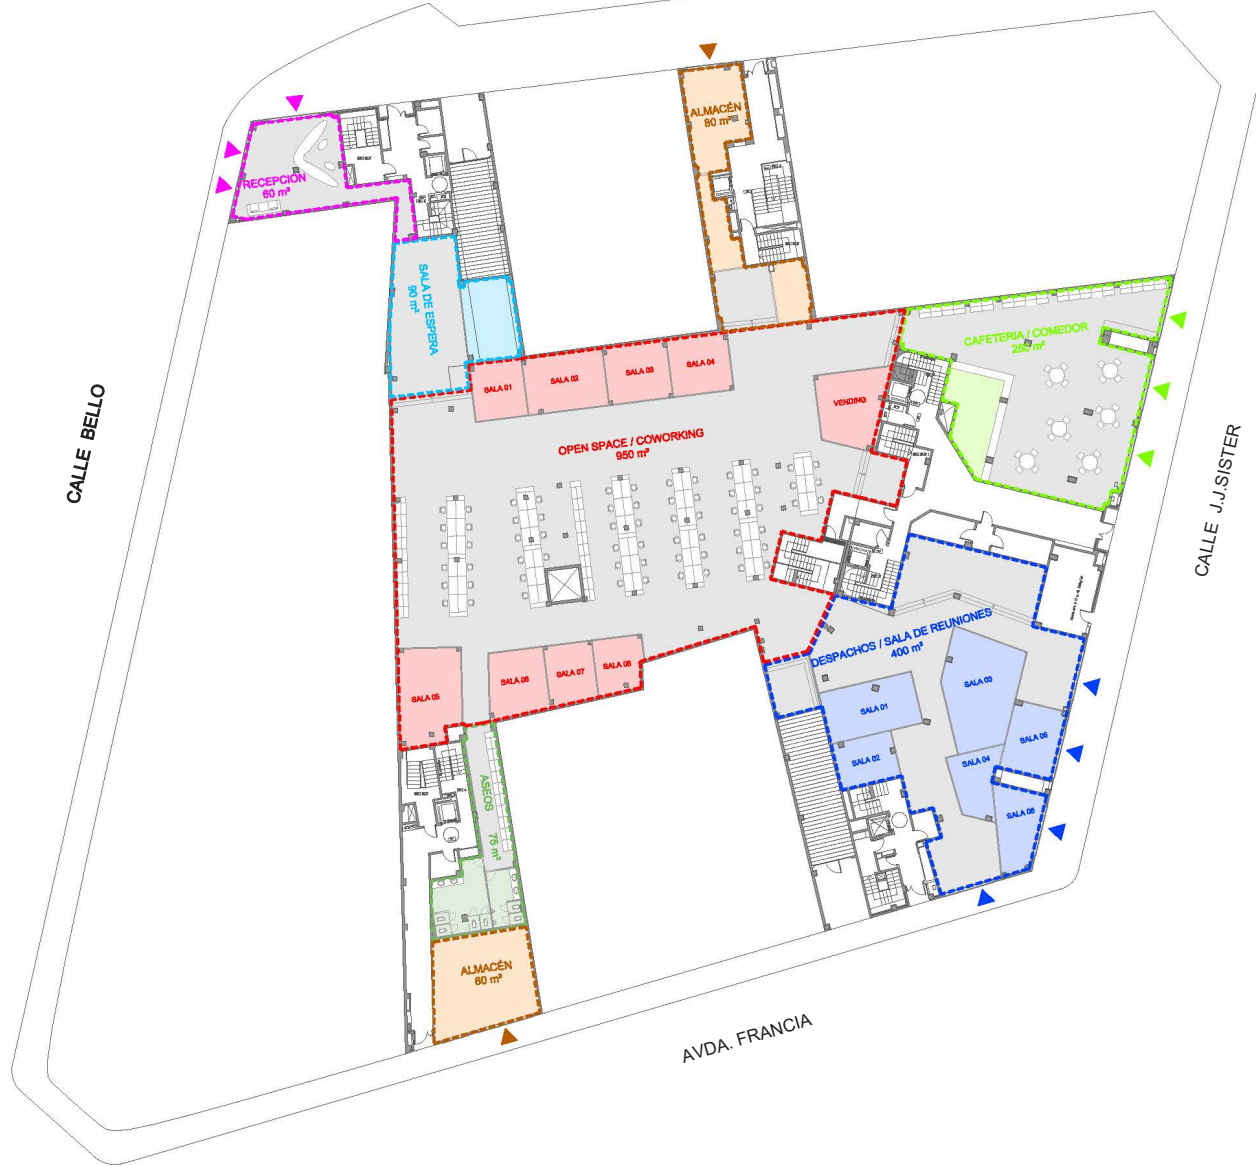 ALMACÉN
80 m²
RECEPCIÓN
60 m²
SALA DE ESPERA
90 m²
CAFETERIA / COMEDOR
250 m²
SALA 01
SALA 02
SALA 03
SALA 04
VENDING
OPEN SPACE / COWORKING
950 m²
CALLE BELLO
CALLE J.J.SISTER
DESPACHOS / SALA DE REUNIONES
400 m²
SALA 05
SALA 06
SALA 07
SALA 08
SALA 01
SALA 02
SALA 03
SALA 04
SALA 05
SALA 06
ASEOS 75 m²
ALMACÉN
60 m²
AVDA. FRANCIA